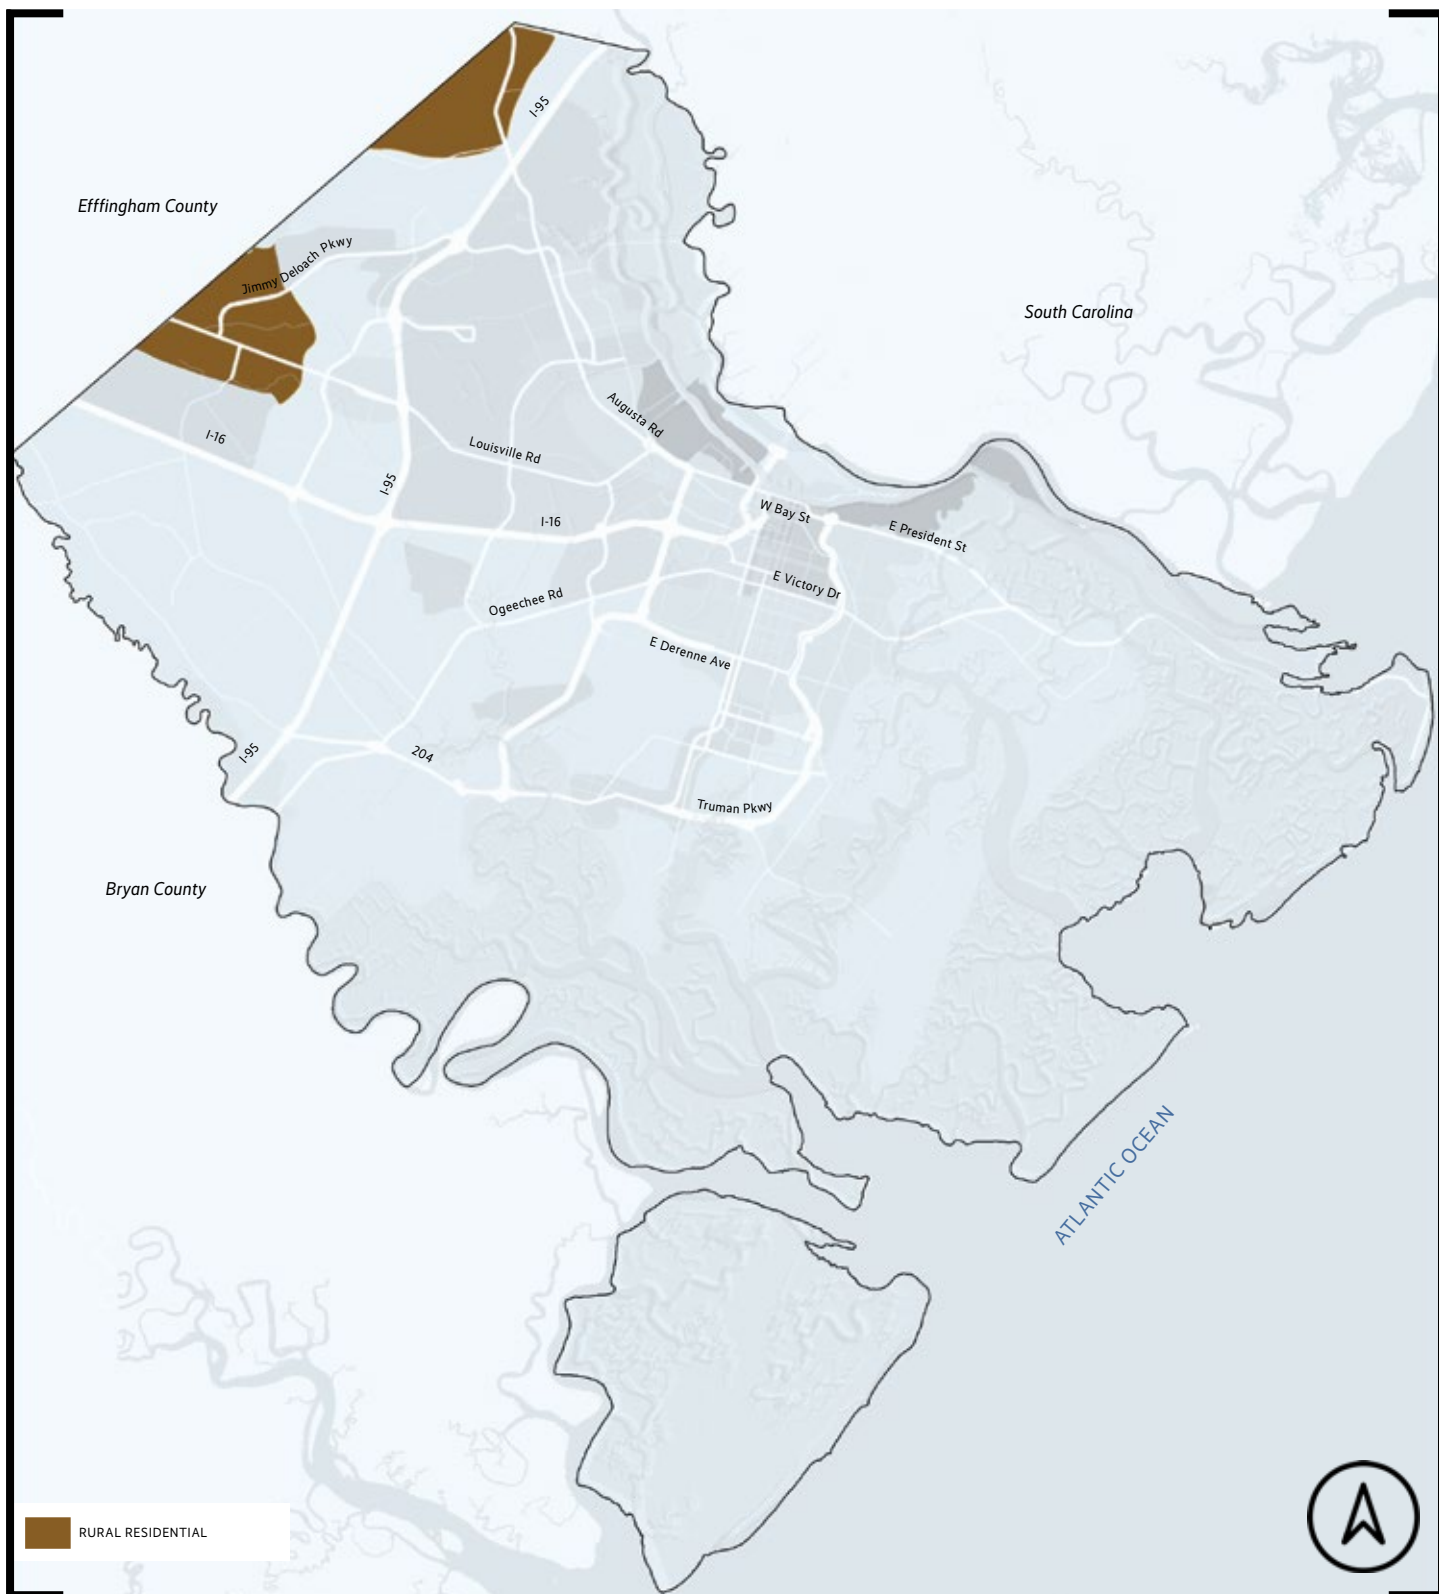 I-95
Efffingham County
Jimmy Deloach Pkwy
South Carolina
Augusta Rd
I-16
Louisville Rd
I-95
I-16
W Bay St
E President St
E Victory Dr
Ogeechee Rd
E Derenne Ave
I-95
204
Truman Pkwy
Bryan County
ATLANTIC OCEAN
RURAL RESIDENTIAL